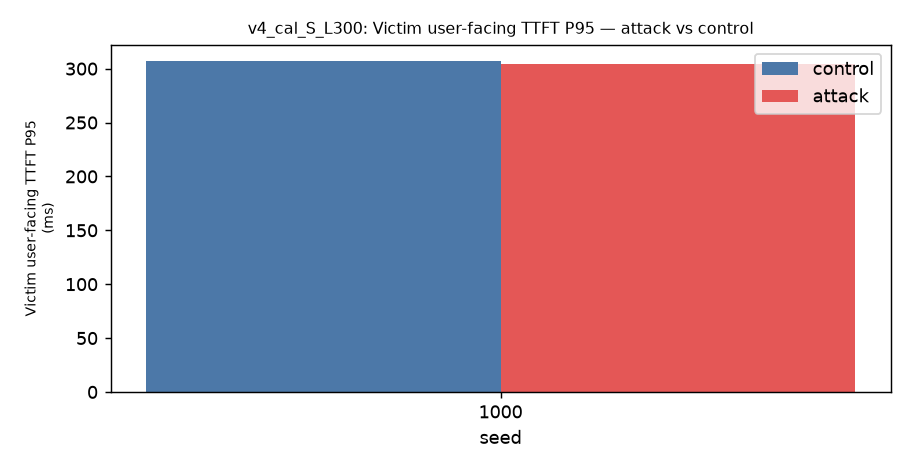 v4_cal_S_L300: Victim user-facing TTFT P95 — attack vs control
Victim user-facing TTFT P95
(ms)
300
250
200
150
100
50
0
control
attack
1000
seed